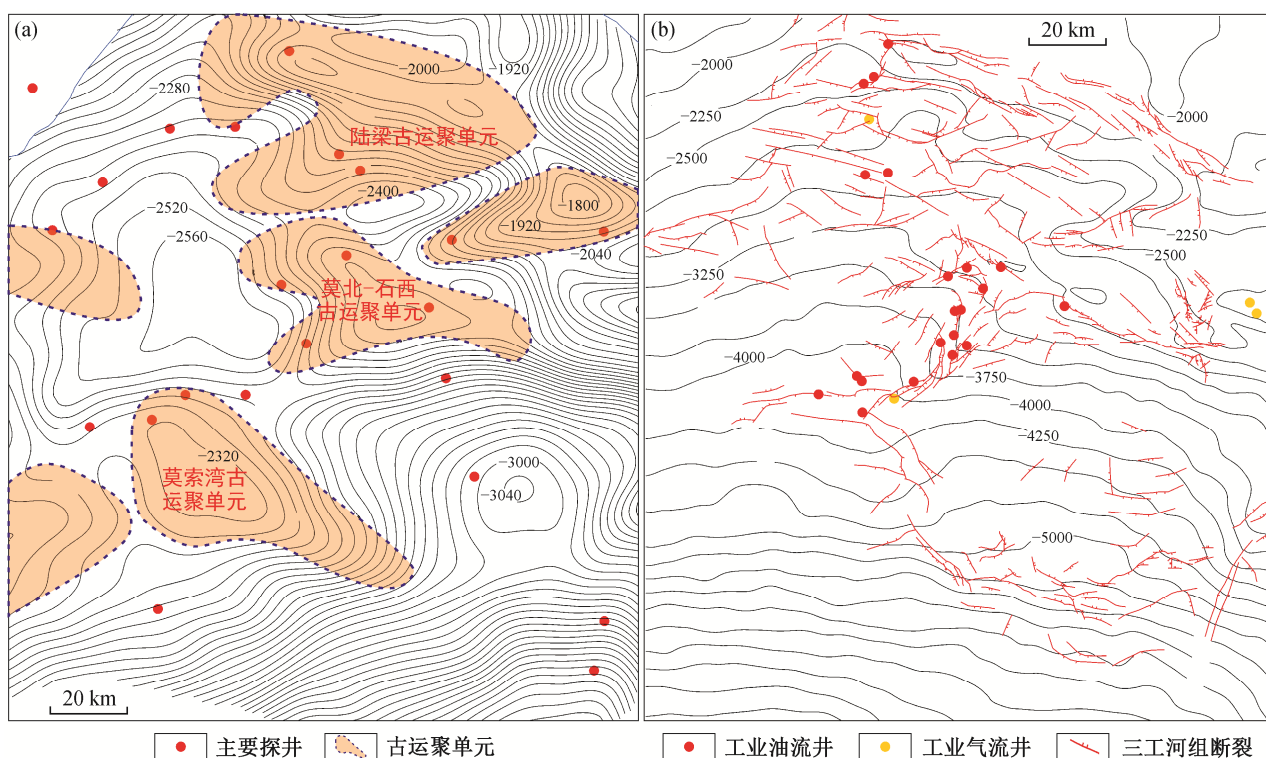 (a)
−2000
−1920
−2280
陆梁古运聚单元
−2400
−1800
−2520
−1920
−2560
−2040
莫北-石西
古运聚单元
−2320
莫索湾古
运聚单元
−3000
−3040
20 km
主要探井
古运聚单元
(b)
20 km
−2000
−2250
−2000
−2500
−2250
−2500
−3250
−4000
−3750
−4000
−4250
−5000
工业油流井
工业气流井
三工河组断裂